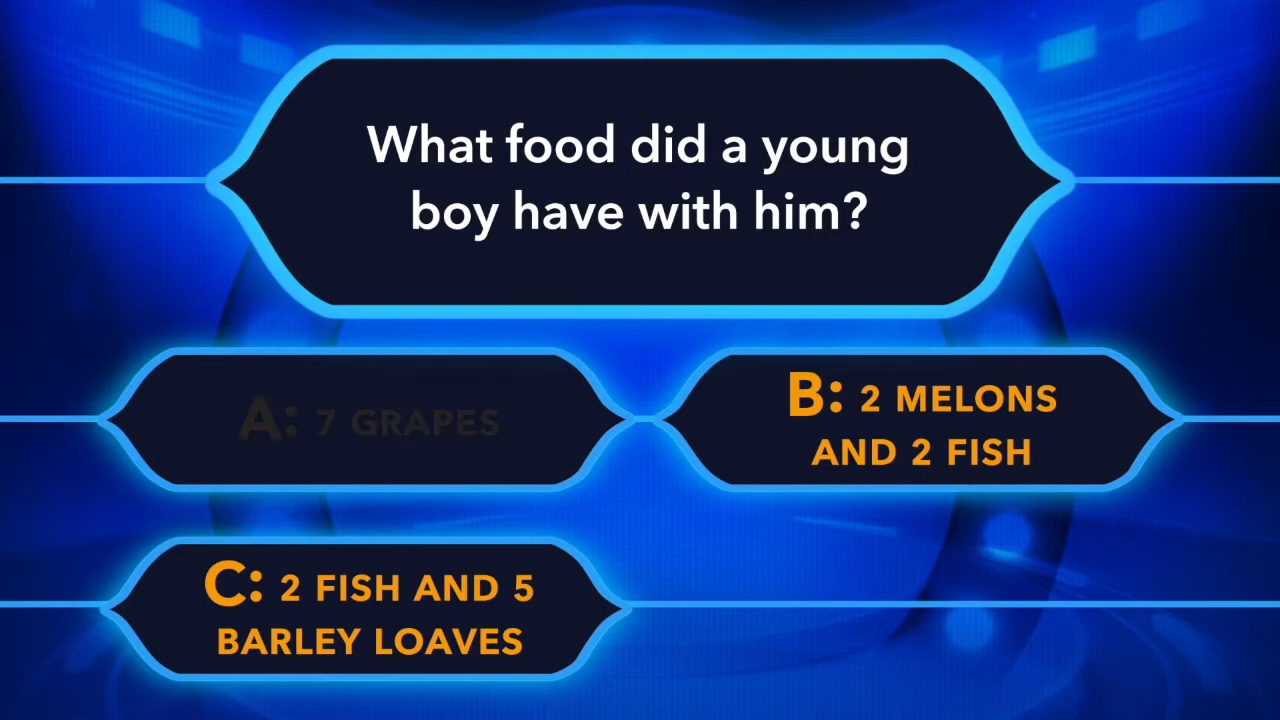 What food did a young
boy have with him?
A: 7 GRAPES
B: 2 MELONS
AND 2 FISH
C: 2 FISH AND 5
BARLEY LOAVES